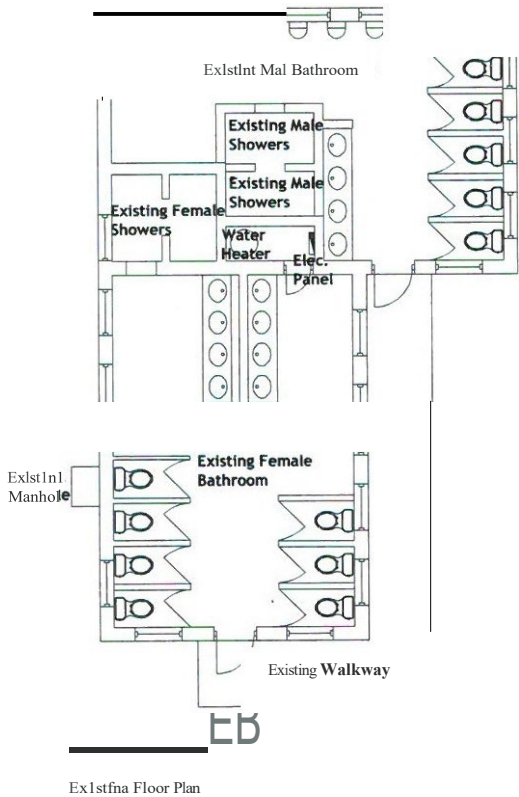 Exlstlnt Mal Bathroom
Existing Male
Showers
Existing Male
Showers
Existing Female
Showers
Water
Heater
Elec.
Panel
Existing Female
Bathroom
Exlst1n1
Manhole
Existing Walkway
Ex1stfna Floor Plan